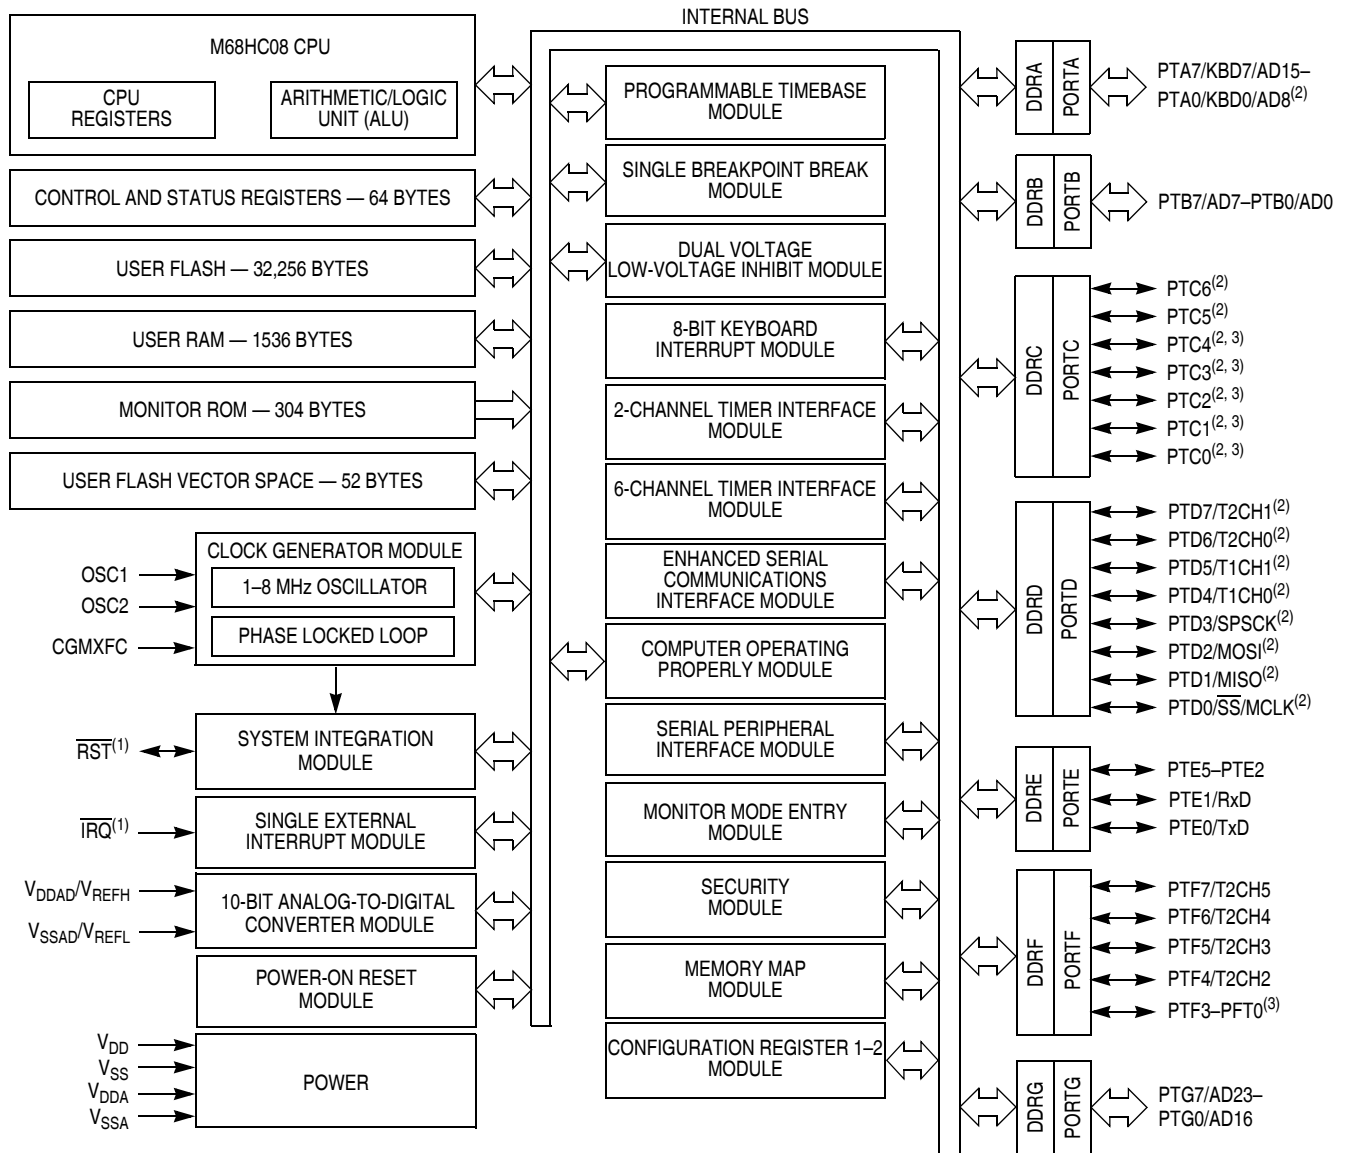 INTERNAL BUS
M68HC08 CPU
CPU
REGISTERS
ARITHMETIC/LOGIC
UNIT (ALU)
CONTROL AND STATUS REGISTERS — 64 BYTES
USER FLASH — 32,256 BYTES
USER RAM — 1536 BYTES
MONITOR ROM — 304 BYTES
USER FLASH VECTOR SPACE — 52 BYTES
CLOCK GENERATOR MODULE
1–8 MHz OSCILLATOR
PHASE LOCKED LOOP
OSC1
OSC2
CGMXFC
SYSTEM INTEGRATION
MODULE
RST(1)
SINGLE EXTERNAL
INTERRUPT MODULE
IRQ(1)
10-BIT ANALOG-TO-DIGITAL
CONVERTER MODULE
VDDAD/VREFH
VSSAD/VREFL
POWER-ON RESET
MODULE
POWER
VDD
VSS
VDDA
VSSA
PROGRAMMABLE TIMEBASE
MODULE
SINGLE BREAKPOINT BREAK
MODULE
DUAL VOLTAGE
LOW-VOLTAGE INHIBIT MODULE
8-BIT KEYBOARD
INTERRUPT MODULE
2-CHANNEL TIMER INTERFACE
MODULE
6-CHANNEL TIMER INTERFACE
MODULE
ENHANCED SERIAL
COMMUNICATIONS
INTERFACE MODULE
COMPUTER OPERATING
PROPERLY MODULE
SERIAL PERIPHERAL
INTERFACE MODULE
MONITOR MODE ENTRY
MODULE
SECURITY
MODULE
MEMORY MAP
MODULE
CONFIGURATION REGISTER 1–2
MODULE
DDRA
PORTA
PTA7/KBD7/AD15–
PTA0/KBD0/AD8(2)
DDRB
PORTB
PTB7/AD7–PTB0/AD0
DDRC
PORTC
PTC6(2)
PTC5(2)
PTC4(2, 3)
PTC3(2, 3)
PTC2(2, 3)
PTC1(2, 3)
PTC0(2, 3)
DDRD
PORTD
PTD7/T2CH1(2)
PTD6/T2CH0(2)
PTD5/T1CH1(2)
PTD4/T1CH0(2)
PTD3/SPSCK(2)
PTD2/MOSI(2)
PTD1/MISO(2)
PTD0/SS/MCLK(2)
DDRE
PORTE
PTE5–PTE2
PTE1/RxD
PTE0/TxD
DDRF
PORTF
PTF7/T2CH5
PTF6/T2CH4
PTF5/T2CH3
PTF4/T2CH2
PTF3–PFT0(3)
DDRG
PORTG
PTG7/AD23–
PTG0/AD16